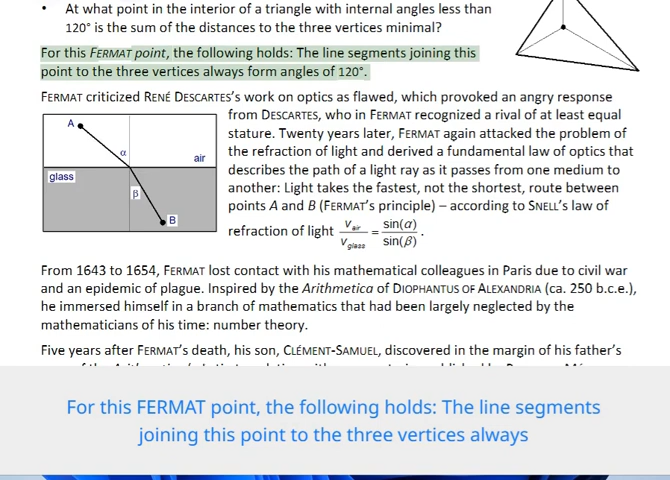 • At what point in the interior of a triangle with internal angles less than
120° is the sum of the distances to the three vertices minimal?
For this FERMAT point, the following holds: The line segments joining this
point to the three vertices always form angles of 120°.
FERMAT criticized RENÉ DESCARTES's work on optics as flawed, which provoked an angry response
from DESCARTES, who in FERMAT recognized a rival of at least equal
stature. Twenty years later, FERMAT again attacked the problem of
the refraction of light and derived a fundamental law of optics that
describes the path of a light ray as it passes from one medium to
another: Light takes the fastest, not the shortest, route between
points A and B (FERMAT's principle) – according to SNELL's law of
refraction of light v_air / v_glass = sin(α) / sin(β) .
A
α
air
glass
β
B
From 1643 to 1654, FERMAT lost contact with his mathematical colleagues in Paris due to civil war
and an epidemic of plague. Inspired by the Arithmetica of DIOPHANTUS OF ALEXANDRIA (ca. 250 b.c.e.),
he immersed himself in a branch of mathematics that had been largely neglected by the
mathematicians of his time: number theory.
Five years after FERMAT's death, his son, CLÉMENT-SAMUEL, discovered in the margin of his father's
For this FERMAT point, the following holds: The line segments
joining this point to the three vertices always